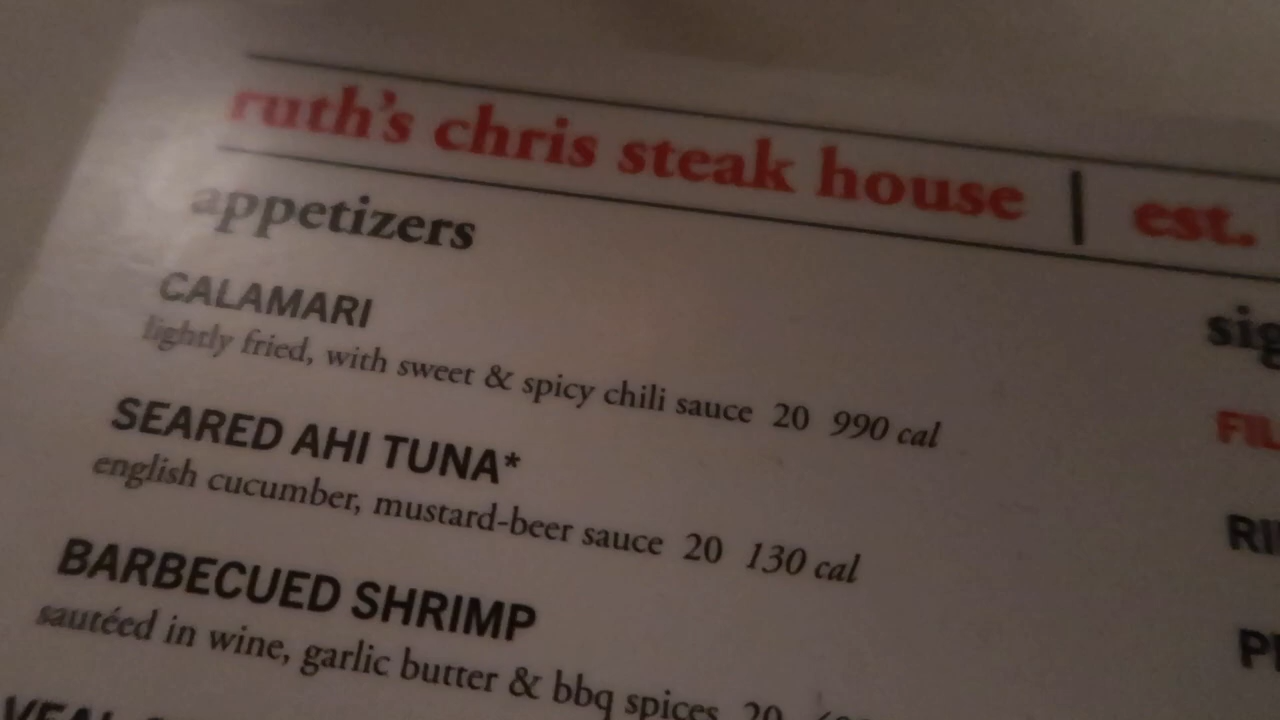 ruth's chris steak house | est.
appetizers
CALAMARI
lightly fried, with sweet & spicy chili sauce 20 990 cal
SEARED AHI TUNA*
english cucumber, mustard-beer sauce 20 130 cal
BARBECUED SHRIMP
sautéed in wine, garlic butter & bbq spices 20